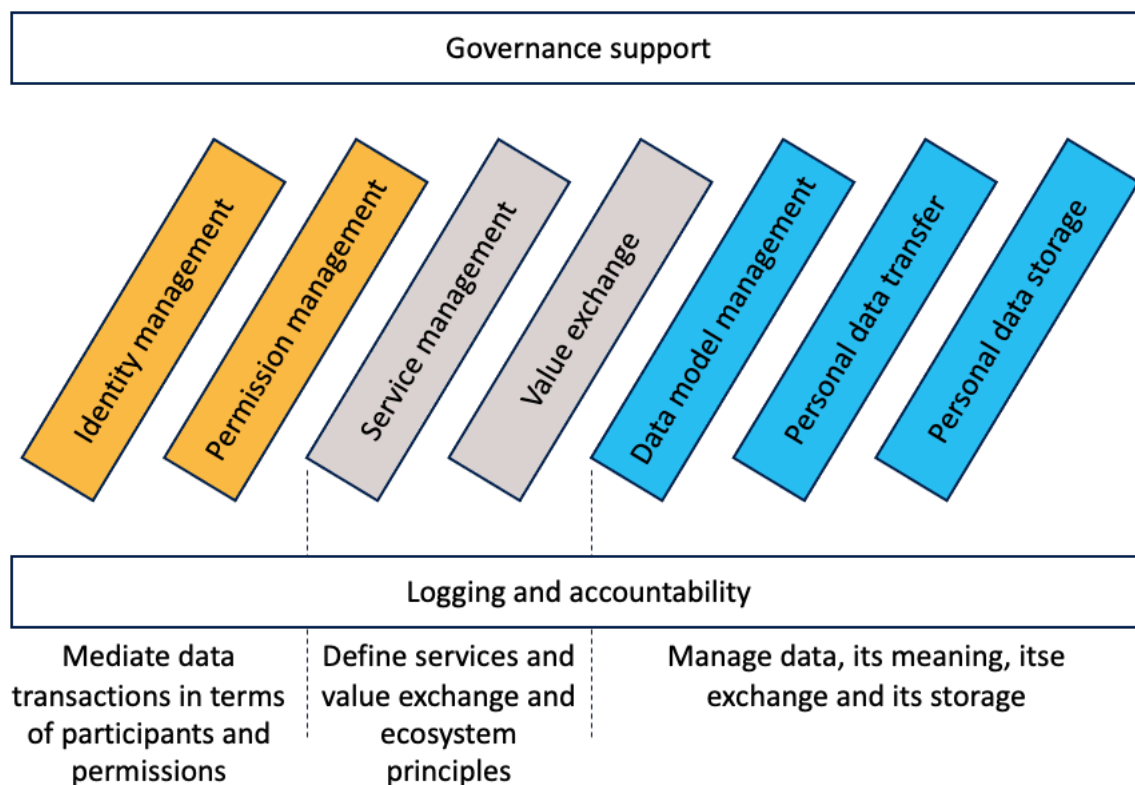 Governance support
Identity management
Permission management
Service management
Value exchange
Data model management
Personal data transfer
Personal data storage
Logging and accountability
Mediate data
transactions in terms
of participants and
permissions
Define services and
value exchange and
ecosystem
principles
Manage data, its meaning, itse
exchange and its storage